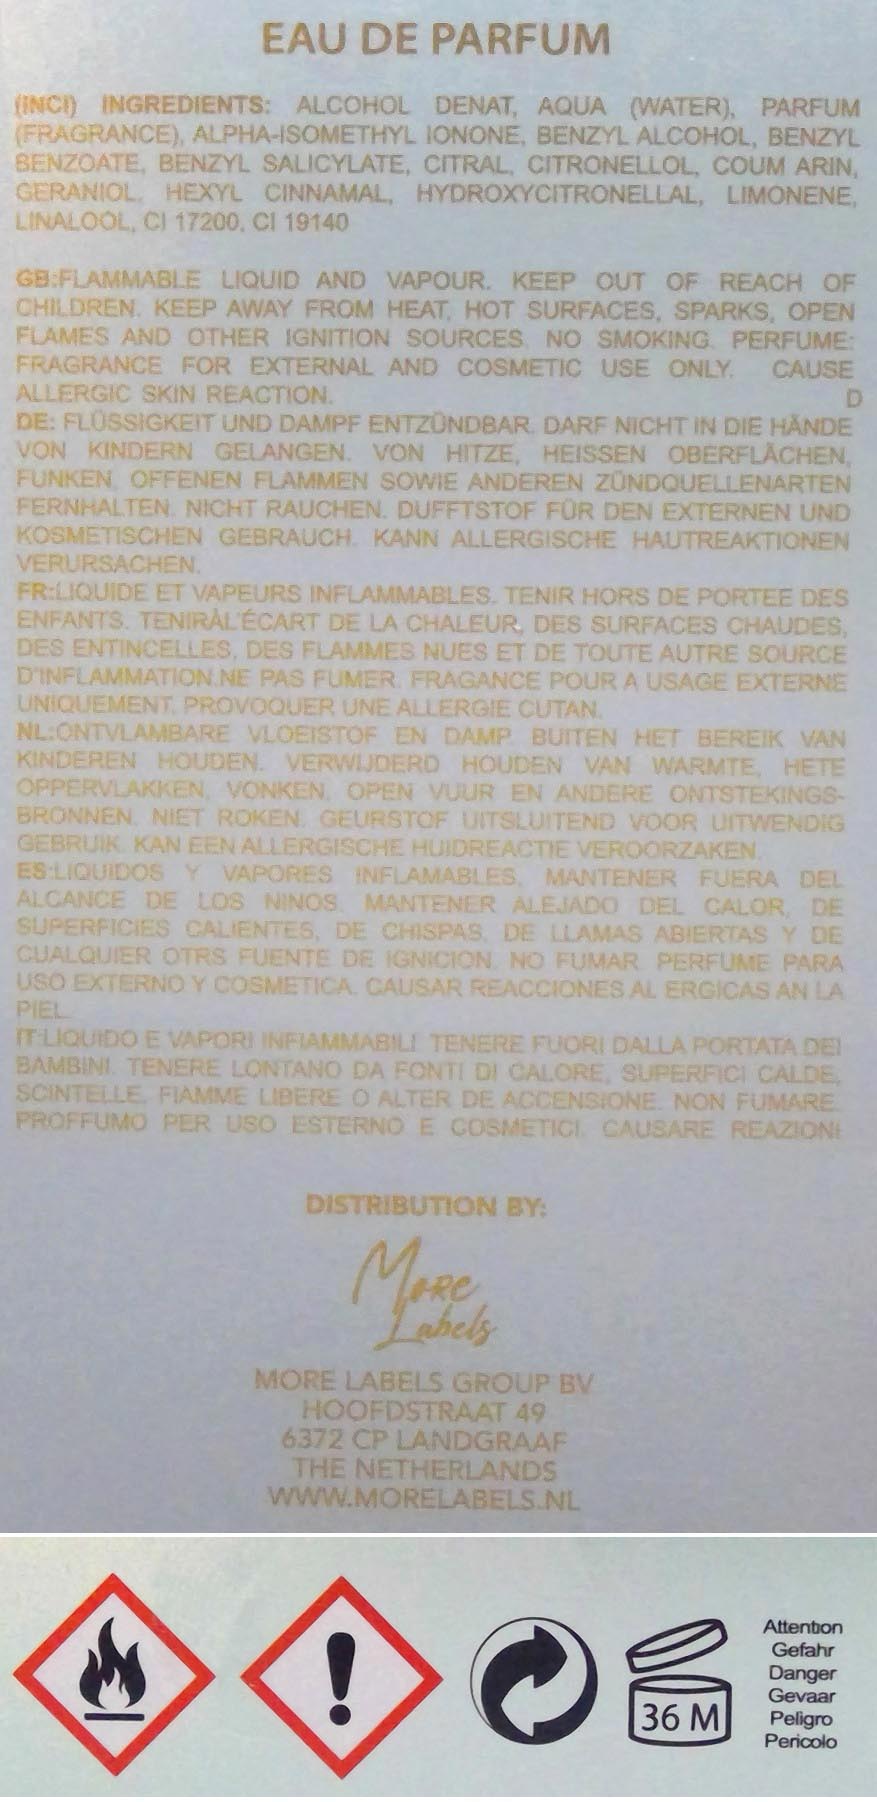 EAU DE PARFUM
(INCI) INGREDIENTS: ALCOHOL DENAT, AQUA (WATER), PARFUM
(FRAGRANCE), ALPHA-ISOMETHYL IONONE, BENZYL ALCOHOL, BENZYL
BENZOATE, BENZYL SALICYLATE, CITRAL, CITRONELLOL, COUM ARIN,
GERANIOL, HEXYL CINNAMAL, HYDROXYCITRONELLAL, LIMONENE,
LINALOOL, CI 17200, CI 19140
GB:FLAMMABLE LIQUID AND VAPOUR. KEEP OUT OF REACH OF
CHILDREN. KEEP AWAY FROM HEAT, HOT SURFACES, SPARKS, OPEN
FLAMES AND OTHER IGNITION SOURCES. NO SMOKING. PERFUME:
FRAGRANCE FOR EXTERNAL AND COSMETIC USE ONLY. CAUSE
ALLERGIC SKIN REACTION. D
DE: FLÜSSIGKEIT UND DAMPF ENTZÜNDBAR. DARF NICHT IN DIE HÄNDE
VON KINDERN GELANGEN. VON HITZE, HEISSEN OBERFLÄCHEN,
FUNKEN, OFFENEN FLAMMEN SOWIE ANDEREN ZÜNDQUELLENARTEN
FERNHALTEN. NICHT RAUCHEN. DUFFTSTOF FÜR DEN EXTERNEN UND
KOSMETISCHEN GEBRAUCH. KANN ALLERGISCHE HAUTREAKTIONEN
VERURSACHEN.
FR:LIQUIDE ET VAPEURS INFLAMMABLES. TENIR HORS DE PORTEE DES
ENFANTS. TENIRÀL'ÉCART DE LA CHALEUR, DES SURFACES CHAUDES,
DES ENTINCELLES, DES FLAMMES NUES ET DE TOUTE AUTRE SOURCE
D'INFLAMMATION.NE PAS FUMER. FRAGANCE POUR A USAGE EXTERNE
UNIQUEMENT. PROVOQUER UNE ALLERGIE CUTAN.
NL:ONTVLAMBARE VLOEISTOF EN DAMP. BUITEN HET BEREIK VAN
KINDEREN HOUDEN. VERWIJDERD HOUDEN VAN WARMTE, HETE
OPPERVLAKKEN, VONKEN, OPEN VUUR EN ANDERE ONTSTEKINGS-
BRONNEN. NIET ROKEN. GEURSTOF UITSLUITEND VOOR UITWENDIG
GEBRUIK. KAN EEN ALLERGISCHE HUIDREACTIE VEROORZAKEN.
ES:LIQUIDOS Y VAPORES INFLAMABLES, MANTENER FUERA DEL
ALCANCE DE LOS NINOS. MANTENER ALEJADO DEL CALOR, DE
SUPERFICIES CALIENTES, DE CHISPAS, DE LLAMAS ABIERTAS Y DE
CUALQUIER OTRS FUENTE DE IGNICION. NO FUMAR. PERFUME PARA
USO EXTERNO Y COSMETICA. CAUSAR REACCIONES AL ERGICAS AN LA
PIEL.
IT:LIQUIDO E VAPORI INFIAMMABILI. TENERE FUORI DALLA PORTATA DEI
BAMBINI. TENERE LONTANO DA FONTI DI CALORE, SUPERFICI CALDE,
SCINTELLE, FIAMME LIBERE O ALTER DE ACCENSIONE. NON FUMARE.
PROFFUMO PER USO ESTERNO E COSMETICI. CAUSARE REAZIONI
DISTRIBUTION BY:
More
Labels
MORE LABELS GROUP BV
HOOFDSTRAAT 49
6372 CP LANDGRAAF
THE NETHERLANDS
WWW.MORELABELS.NL
36 M
Attention
Gefahr
Danger
Gevaar
Peligro
Pericolo